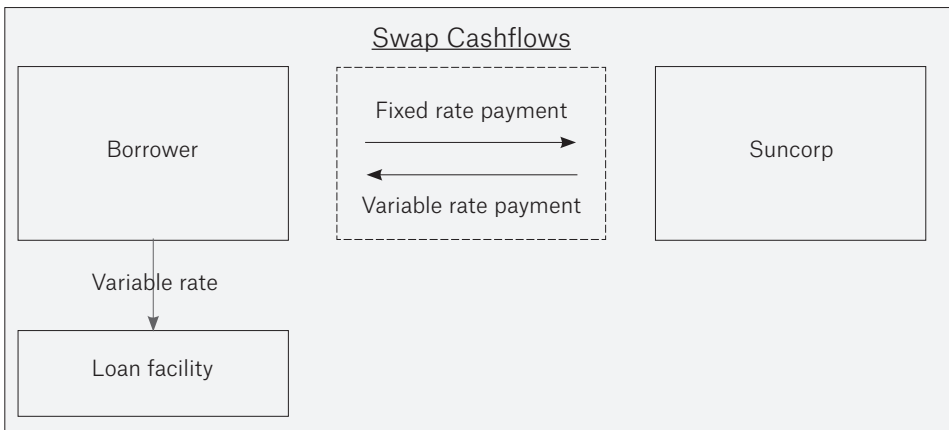 Swap Cashflows
Borrower
Fixed rate payment
Variable rate payment
Suncorp
Variable rate
Loan facility